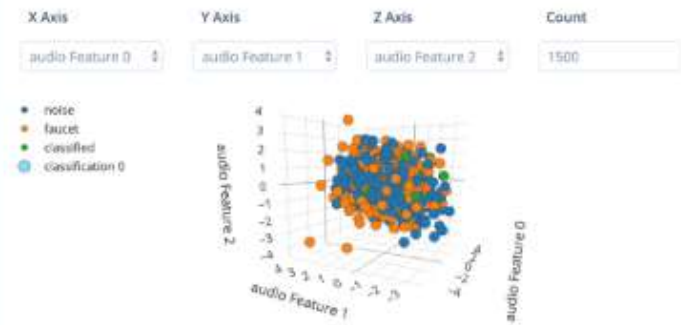 X Axis
Y Axis
Z Axis
Count
audio Feature 0
audio Feature 1
audio Feature 2
1500
noise
faucet
classified
classification 0
4
3
2
1
0
-1
-2
-3
-4
audio Feature 2
audio Feature 1
audio Feature 0